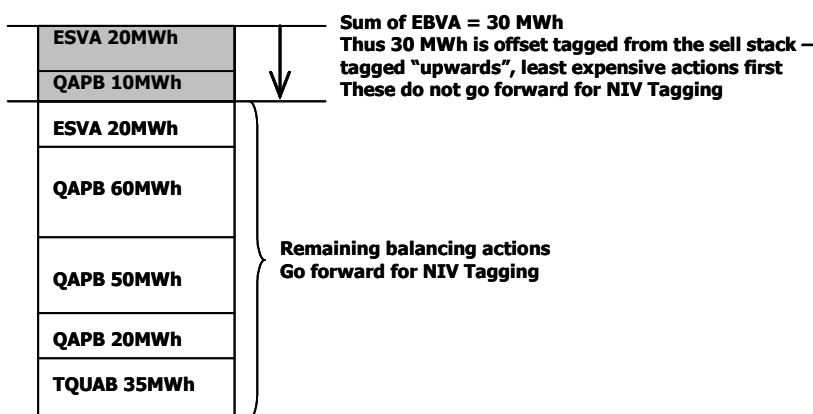 ESVA 20MWh
QAPB 10MWh
ESVA 20MWh
QAPB 60MWh
QAPB 50MWh
QAPB 20MWh
TQUAB 35MWh
Sum of EBVA = 30 MWh
Thus 30 MWh is offset tagged from the sell stack –
tagged “upwards”, least expensive actions first
These do not go forward for NIV Tagging
Remaining balancing actions
Go forward for NIV Tagging